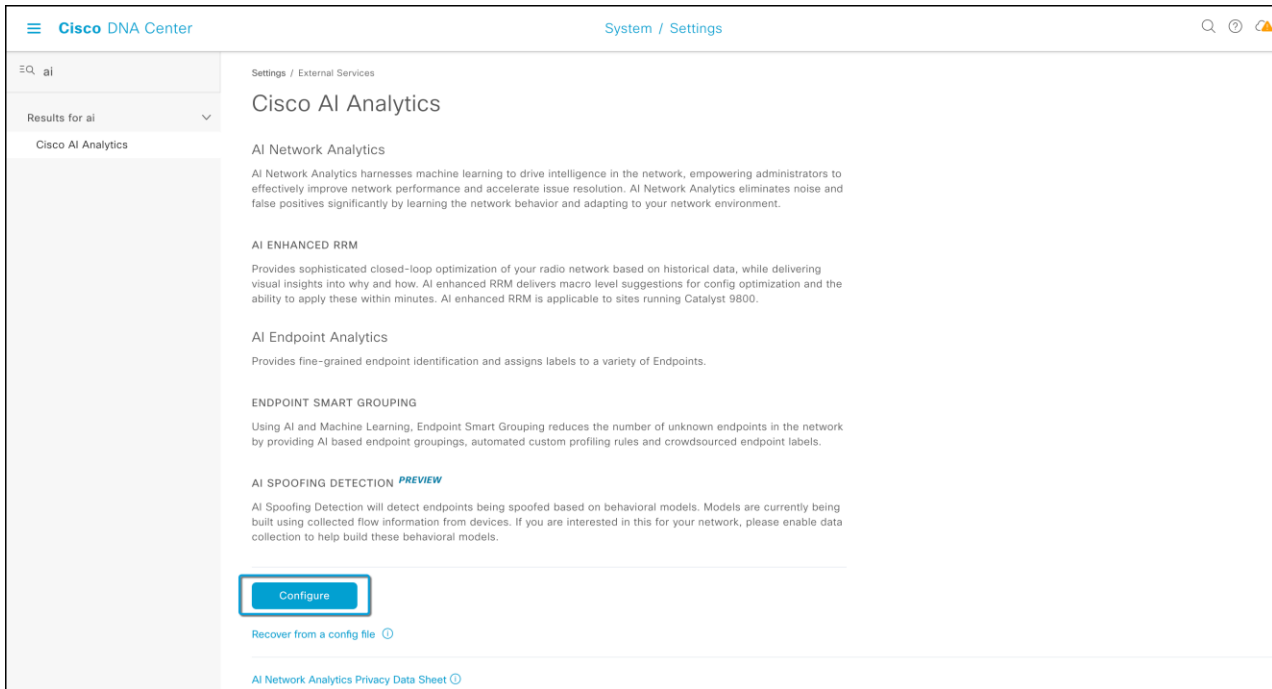 Cisco DNA Center
System / Settings
ai
Results for ai
Cisco AI Analytics
Settings / External Services
Cisco AI Analytics
AI Network Analytics
AI Network Analytics harnesses machine learning to drive intelligence in the network, empowering administrators to
effectively improve network performance and accelerate issue resolution. AI Network Analytics eliminates noise and
false positives significantly by learning the network behavior and adapting to your network environment.
AI ENHANCED RRM
Provides sophisticated closed-loop optimization of your radio network based on historical data, while delivering
visual insights into why and how. AI enhanced RRM delivers macro level suggestions for config optimization and the
ability to apply these within minutes. AI enhanced RRM is applicable to sites running Catalyst 9800.
AI Endpoint Analytics
Provides fine-grained endpoint identification and assigns labels to a variety of Endpoints.
ENDPOINT SMART GROUPING
Using AI and Machine Learning, Endpoint Smart Grouping reduces the number of unknown endpoints in the network
by providing AI based endpoint groupings, automated custom profiling rules and crowdsourced endpoint labels.
AI SPOOFING DETECTION PREVIEW
AI Spoofing Detection will detect endpoints being spoofed based on behavioral models. Models are currently being
built using collected flow information from devices. If you are interested in this for your network, please enable data
collection to help build these behavioral models.
Configure
Recover from a config file
AI Network Analytics Privacy Data Sheet